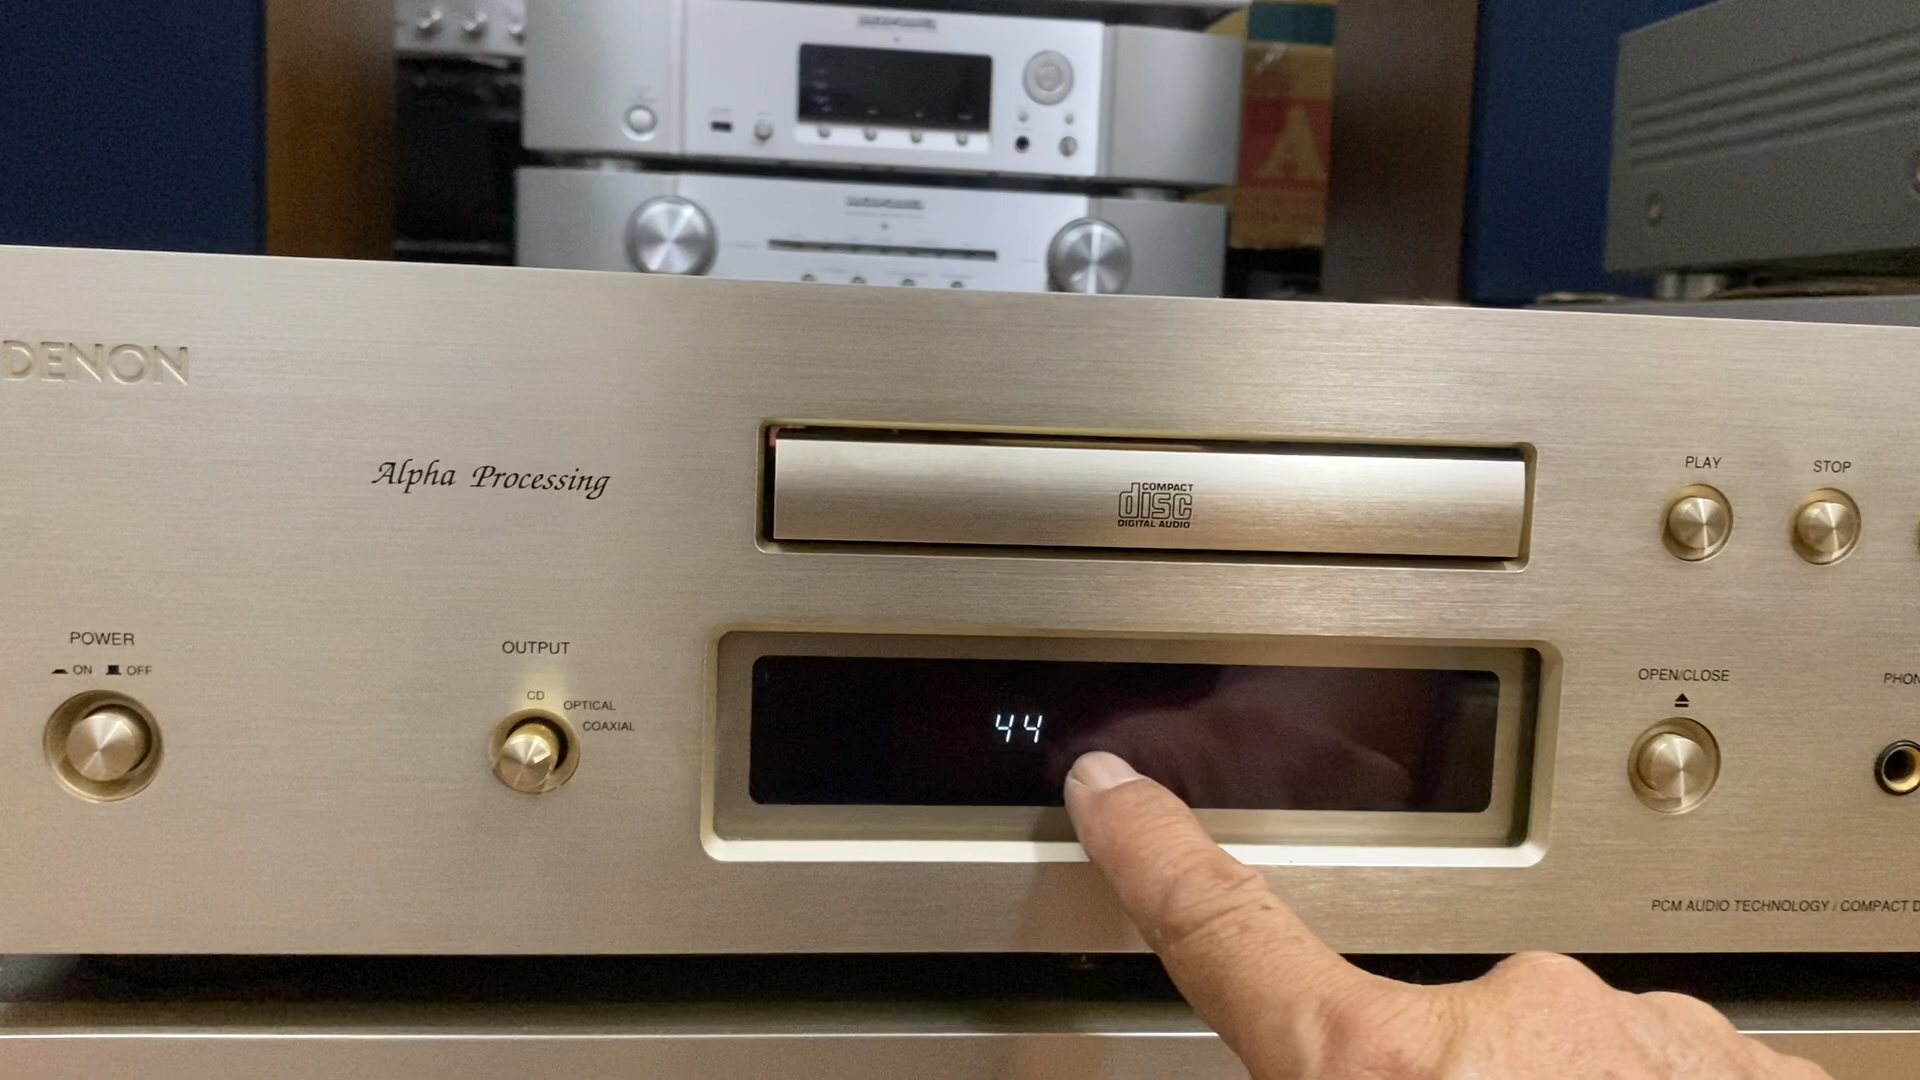 DENON
Alpha Processing
COMPACT
disc
DIGITAL AUDIO
PLAY
STOP
POWER
ON OFF
OUTPUT
CD
OPTICAL
COAXIAL
44
OPEN/CLOSE
PHON
PCM AUDIO TECHNOLOGY / COMPACT D
A